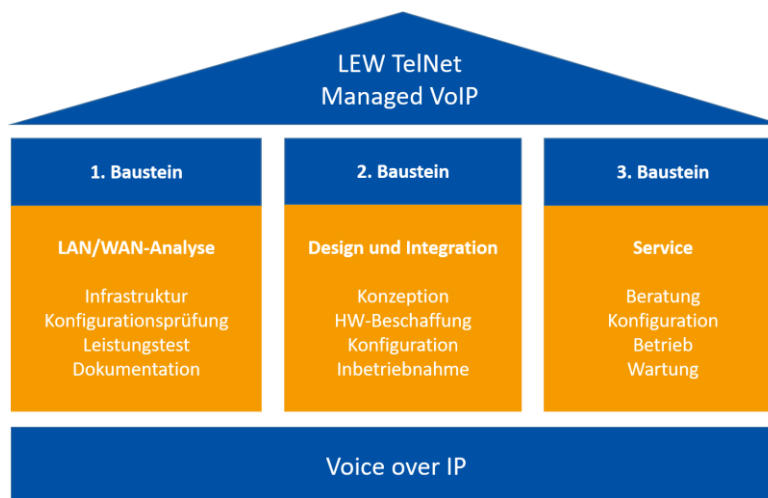 LEW TelNet
Managed VoIP
1. Baustein
LAN/WAN-Analyse
Infrastruktur
Konfigurationsprüfung
Leistungstest
Dokumentation
2. Baustein
Design und Integration
Konzeption
HW-Beschaffung
Konfiguration
Inbetriebnahme
3. Baustein
Service
Beratung
Konfiguration
Betrieb
Wartung
Voice over IP